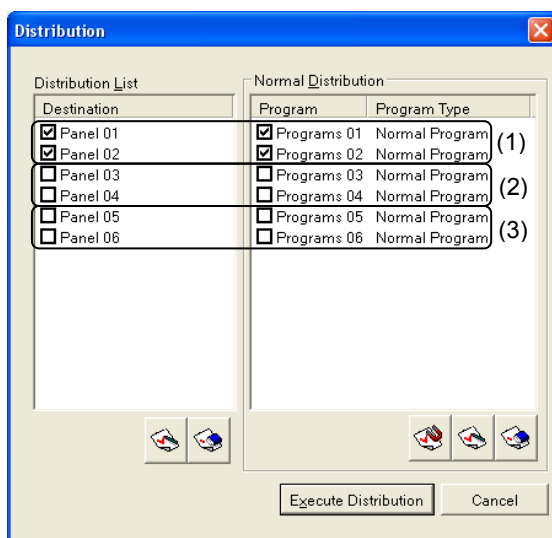 Distribution
Distribution List
Normal Distribution
Destination
Program Program Type
Panel 01 Programs 01 Normal Program
Panel 02 Programs 02 Normal Program
(1)
Panel 03 Programs 03 Normal Program
Panel 04 Programs 04 Normal Program
(2)
Panel 05 Programs 05 Normal Program
Panel 06 Programs 06 Normal Program
(3)
Execute Distribution
Cancel